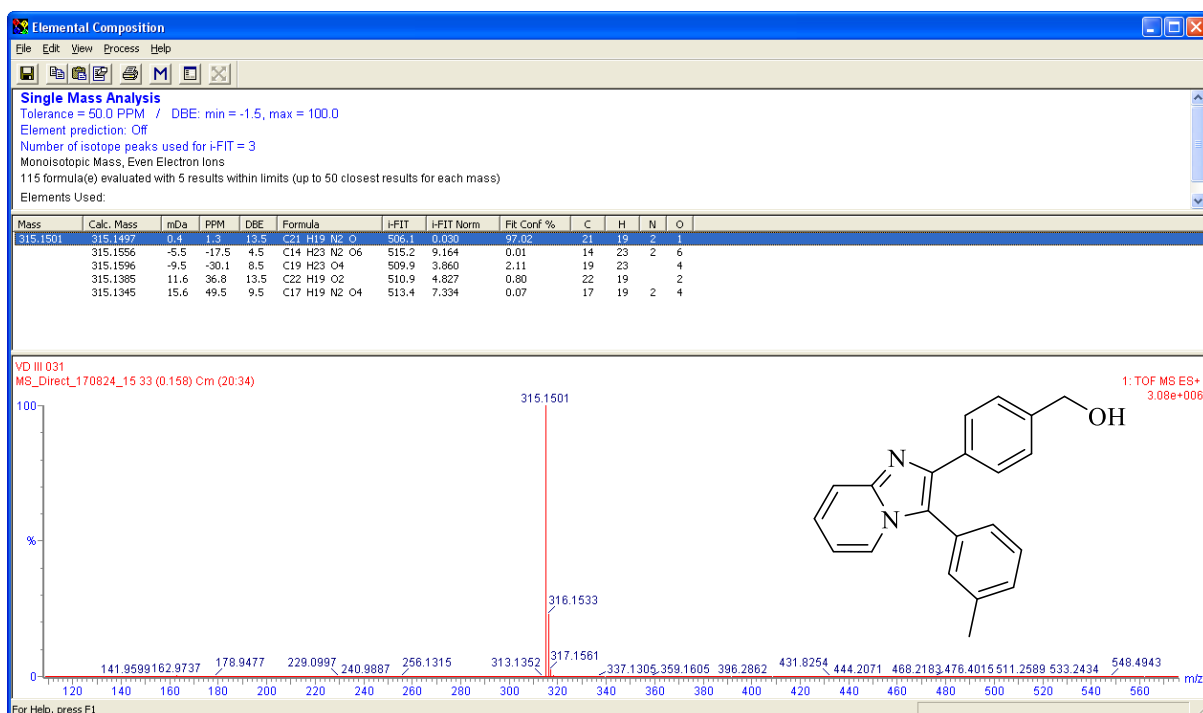 Elemental Composition
File Edit View Process Help
M
Single Mass Analysis
Tolerance = 50.0 PPM / DBE: min = -1.5, max = 100.0
Element prediction: Off
Number of isotope peaks used for i-FIT = 3
Monoisotopic Mass, Even Electron Ions
115 formula(e) evaluated with 5 results within limits (up to 50 closest results for each mass)
Elements Used:
Mass Calc. Mass mDa PPM DBE Formula i-FIT i-FIT Norm Fit Conf % C H N O
315.1501 315.1497 0.4 1.3 13.5 C21 H19 N2 O 506.1 0.030 97.02 21 19 2 1
315.1556 -5.5 -17.5 4.5 C14 H23 N2 O6 515.2 9.164 0.01 14 23 2 6
315.1596 -9.5 -30.1 8.5 C19 H23 O4 509.9 3.860 2.11 19 23 4
315.1385 11.6 36.8 13.5 C22 H19 O2 510.9 4.827 0.80 22 19 2
315.1345 15.6 49.5 9.5 C17 H19 N2 O4 513.4 7.334 0.07 17 19 2 4
VD III 031
MS_Direct_170824_15 33 (0.158) Cm (20:34)
1: TOF MS ES+
3.08e+006
100
315.1501
OH
N
N
%
316.1533
317.1561
141.9599 162.9737 178.9477 229.0997 240.9887 256.1315 313.1352 337.1305 359.1605 396.2862 431.8254 444.2071 468.2183 476.4015 511.2589 533.2434 548.4943
0
m/z
120 140 160 180 200 220 240 260 280 300 320 340 360 380 400 420 440 460 480 500 520 540 560
For Help, press F1